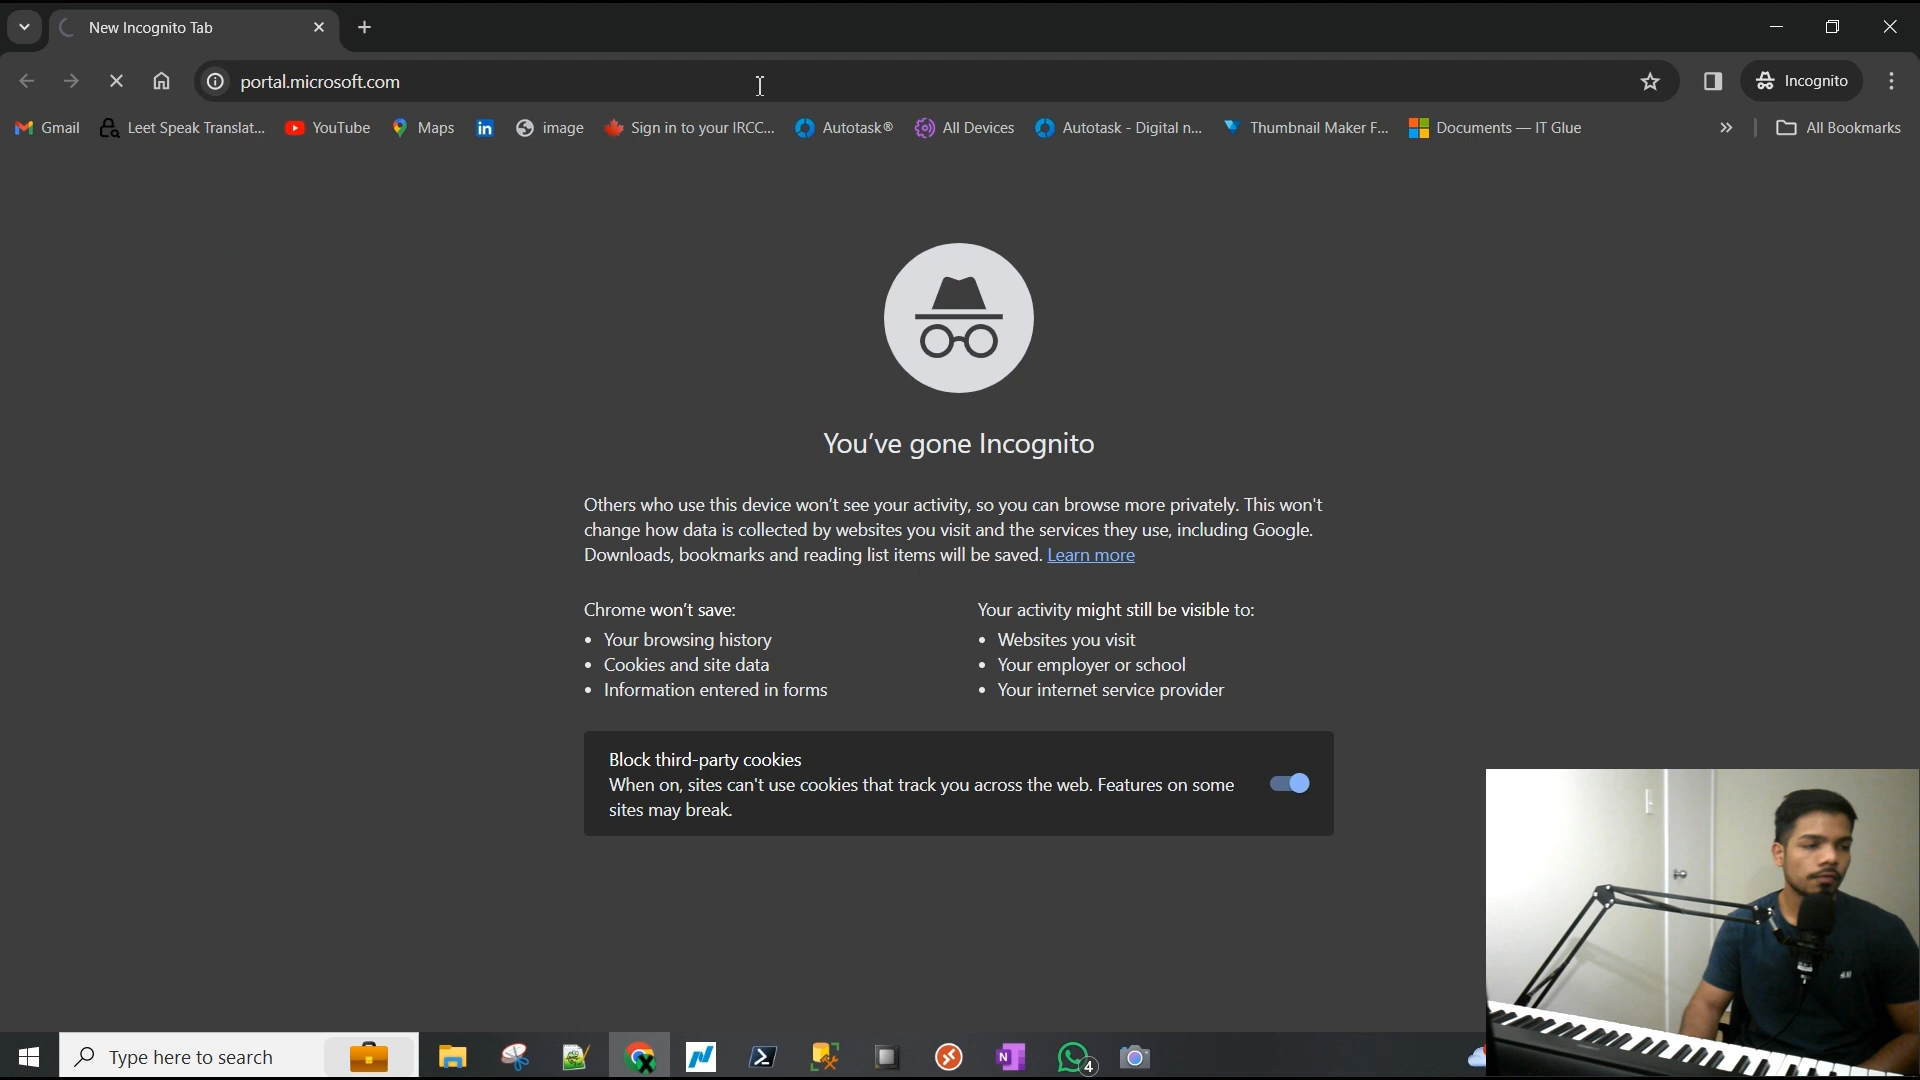 New Incognito Tab
portal.microsoft.com
Incognito
Gmail
Leet Speak Translat...
YouTube
Maps
in
image
Sign in to your IRCC...
Autotask®
All Devices
Autotask - Digital n...
Thumbnail Maker F...
Documents — IT Glue
»
All Bookmarks
You've gone Incognito
Others who use this device won't see your activity, so you can browse more privately. This won't
change how data is collected by websites you visit and the services they use, including Google.
Downloads, bookmarks and reading list items will be saved. Learn more
Chrome won't save:
• Your browsing history
• Cookies and site data
• Information entered in forms
Your activity might still be visible to:
• Websites you visit
• Your employer or school
• Your internet service provider
Block third-party cookies
When on, sites can't use cookies that track you across the web. Features on some
sites may break.
Type here to search
N
4